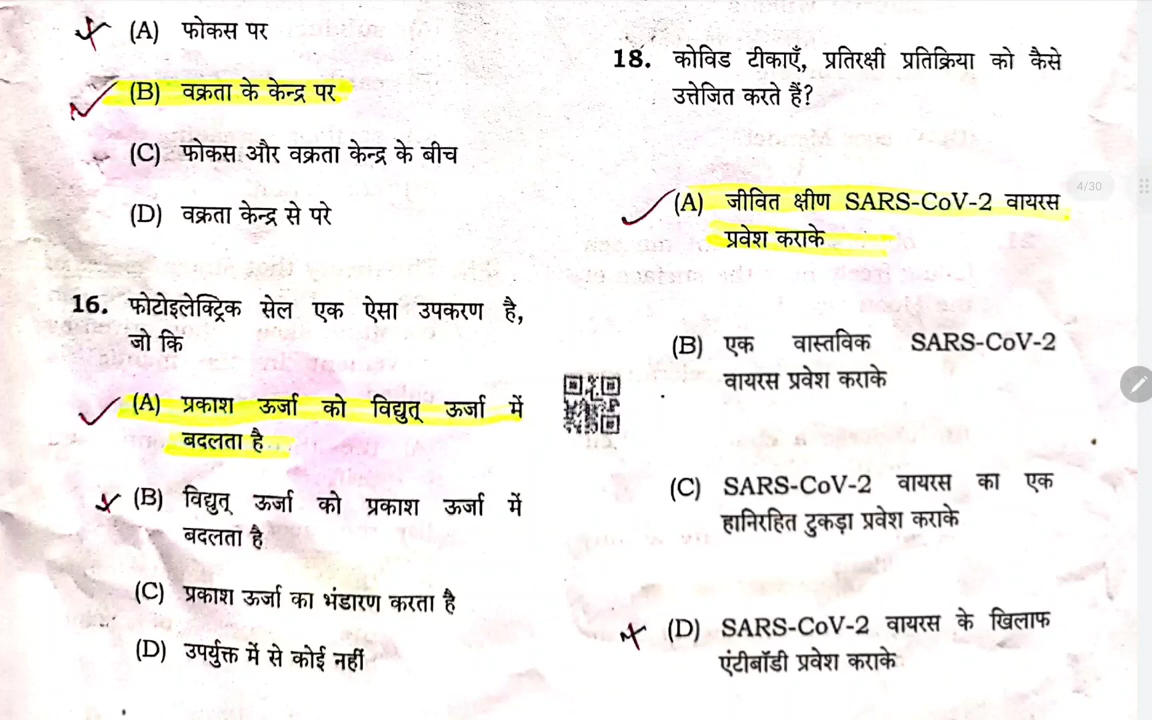 (A) फोकस पर
(B) वक्रता के केन्द्र पर
(C) फोकस और वक्रता केन्द्र के बीच
(D) वक्रता केन्द्र से परे
16. फोटोइलेक्ट्रिक सेल एक ऐसा उपकरण है,
जो कि
(A) प्रकाश ऊर्जा को विद्युत् ऊर्जा में
बदलता है
(B) विद्युत् ऊर्जा को प्रकाश ऊर्जा में
बदलता है
(C) प्रकाश ऊर्जा का भंडारण करता है
(D) उपर्युक्त में से कोई नहीं
18. कोविड टीकाएँ, प्रतिरक्षी प्रतिक्रिया को कैसे
उत्तेजित करते हैं?
(A) जीवित क्षीण SARS-CoV-2 वायरस
प्रवेश कराके
(B) एक वास्तविक SARS-CoV-2
वायरस प्रवेश कराके
(C) SARS-CoV-2 वायरस का एक
हानिरहित टुकड़ा प्रवेश कराके
(D) SARS-CoV-2 वायरस के खिलाफ
एंटीबॉडी प्रवेश कराके
4/30